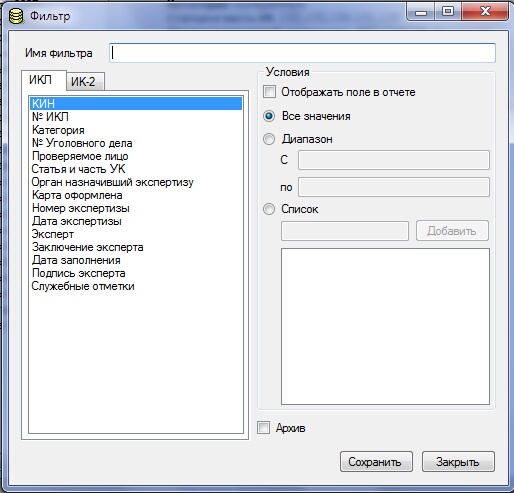 Фильтр
Имя фильтра
ИКЛ
ИК-2
КИН
№ ИКЛ
Категория
№ Уголовного дела
Проверяемое лицо
Статья и часть УК
Орган назначивший экспертизу
Карта оформлена
Номер экспертизы
Дата экспертизы
Эксперт
Заключение эксперта
Дата заполнения
Подпись эксперта
Служебные отметки
Условия
Отображать поле в отчете
Все значения
Диапазон
С
по
Список
Добавить
Архив
Сохранить
Закрыть